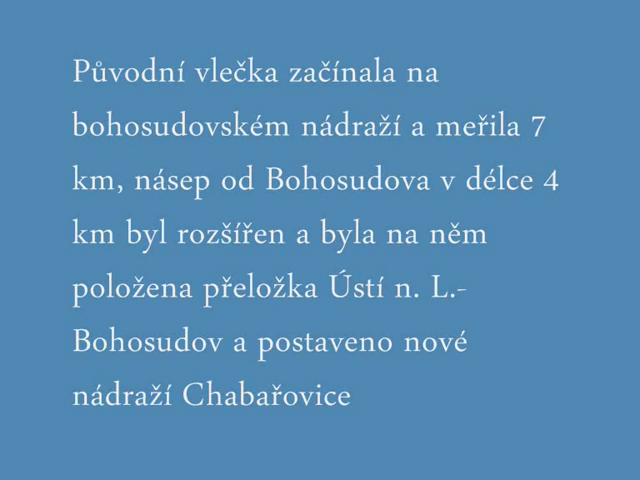 Původní vlečka začínala na
bohosudovském nádraží a meřila 7
km, násep od Bohosudova v délce 4
km byl rozšířen a byla na něm
položena přeložka Ústí n. L.-
Bohosudov a postaveno nové
nádraží Chabařovice